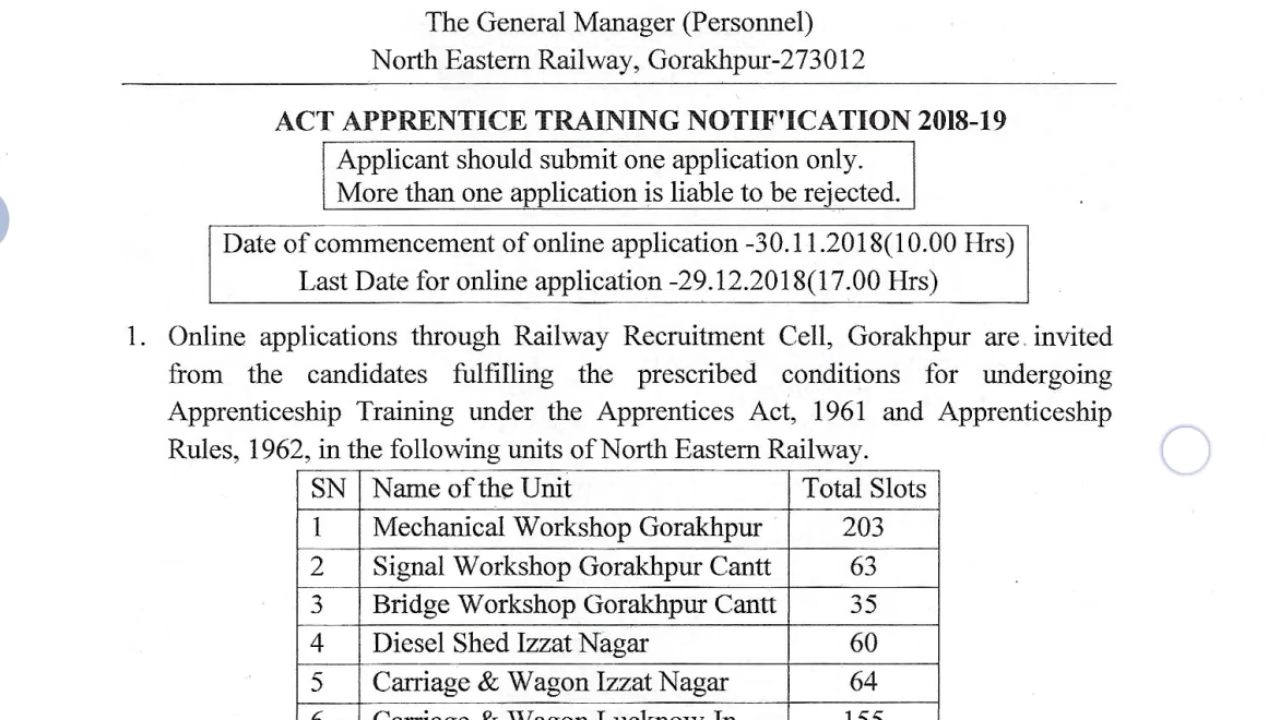 The General Manager (Personnel)
North Eastern Railway, Gorakhpur-273012
ACT APPRENTICE TRAINING NOTIF'ICATION 2018-19
Applicant should submit one application only.
More than one application is liable to be rejected.
Date of commencement of online application -30.11.2018(10.00 Hrs)
Last Date for online application -29.12.2018(17.00 Hrs)
1. Online applications through Railway Recruitment Cell, Gorakhpur are invited
from the candidates fulfilling the prescribed conditions for undergoing
Apprenticeship Training under the Apprentices Act, 1961 and Apprenticeship
Rules, 1962, in the following units of North Eastern Railway.
SN Name of the Unit Total Slots
1 Mechanical Workshop Gorakhpur 203
2 Signal Workshop Gorakhpur Cantt 63
3 Bridge Workshop Gorakhpur Cantt 35
4 Diesel Shed Izzat Nagar 60
5 Carriage & Wagon Izzat Nagar 64
6 Carriage & Wagon Lucknow Jn 155